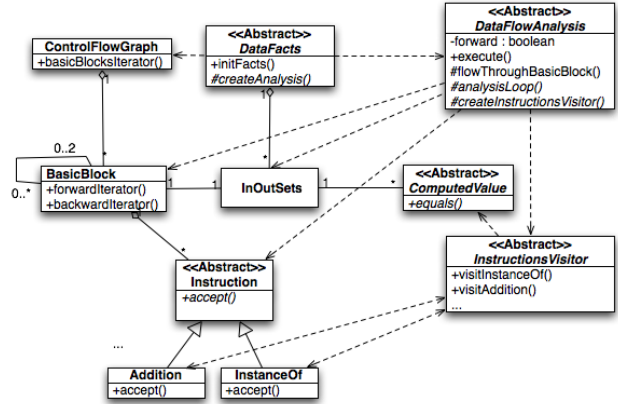 <<Abstract>>
DataFlowAnalysis
-forward : boolean
+execute()
#flowThroughBasicBlock()
#analysisLoop()
#createInstructionsVisitor()
<<Abstract>>
DataFacts
+initFacts()
#createAnalysis()
ControlFlowGraph
+basicBlocksIterator()
1
1
*
*
0..2
0..*
BasicBlock
+forwardIterator()
+backwardIterator()
1
1
InOutSets
1
*
<<Abstract>>
ComputedValue
+equals()
1
*
<<Abstract>>
Instruction
+accept()
<<Abstract>>
InstructionsVisitor
+visitInstanceOf()
+visitAddition()
...
...
Addition
+accept()
InstanceOf
+accept()